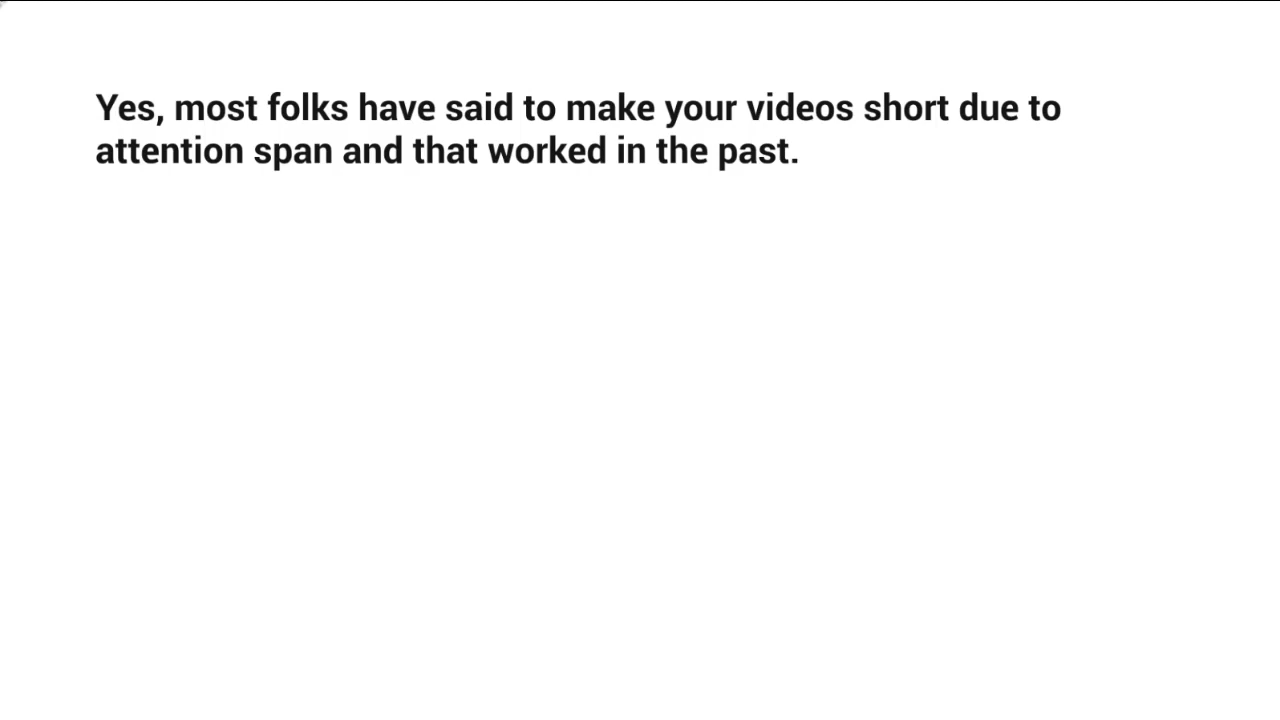 Yes, most folks have said to make your videos short due to
attention span and that worked in the past.